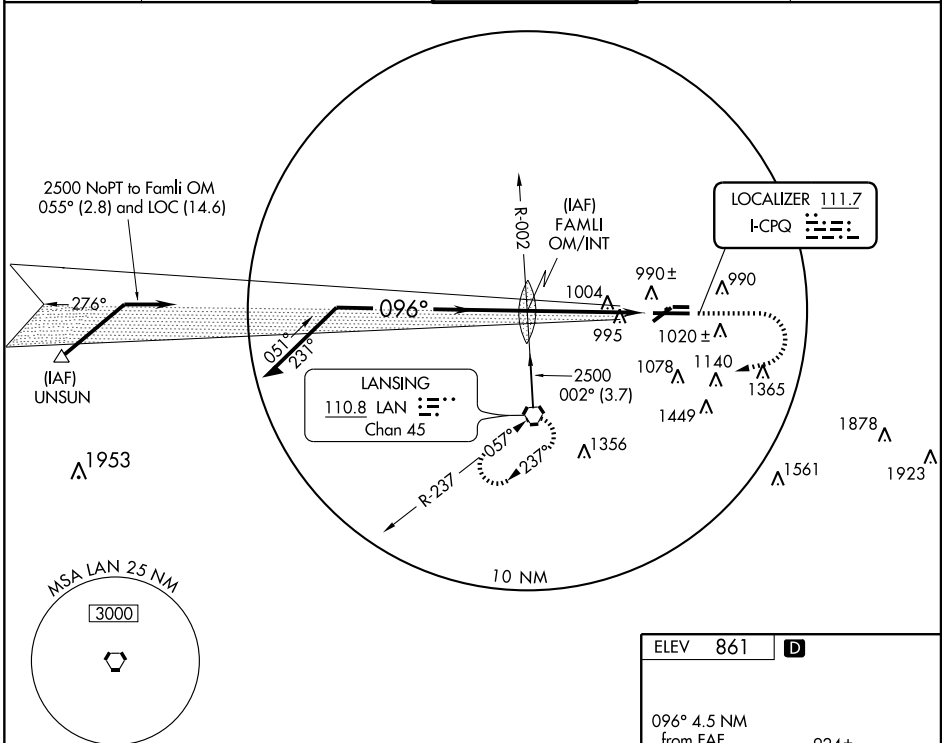 2500 NoPT to Famli OM
055° (2.8) and LOC (14.6)
R-002
(IAF)
FAMLI
OM/INT
LOCALIZER 111.7
I-CPQ
990±
990
1004
276°
096°
995
1020±
051°
231°
(IAF)
UNSUN
LANSING
110.8 LAN
Chan 45
2500
002° (3.7)
1078
1140
1365
1449
1878
1923
1953
057°
237°
R-237
1356
1561
10 NM
MSA LAN 25 NM
3000
ELEV 861 D
096° 4.5 NM
from FAF